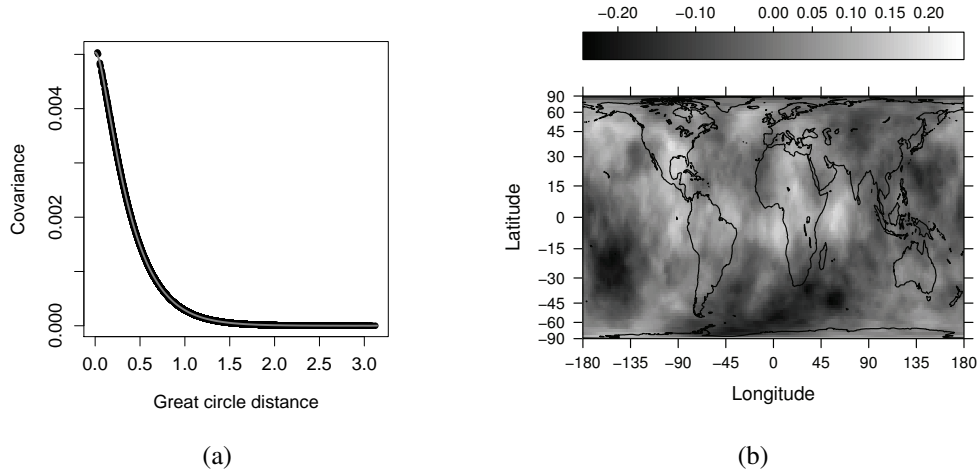 0.000
0.002
0.004
Covariance
0.0 0.5 1.0 1.5 2.0 2.5 3.0
Great circle distance
(a)
−0.20 −0.10 0.00 0.05 0.10 0.15 0.20
90
60
45
30
15
0
−15
−30
−45
−60
−90
Latitude
−180 −135 −90 −45 0 45 90 135 180
Longitude
(b)